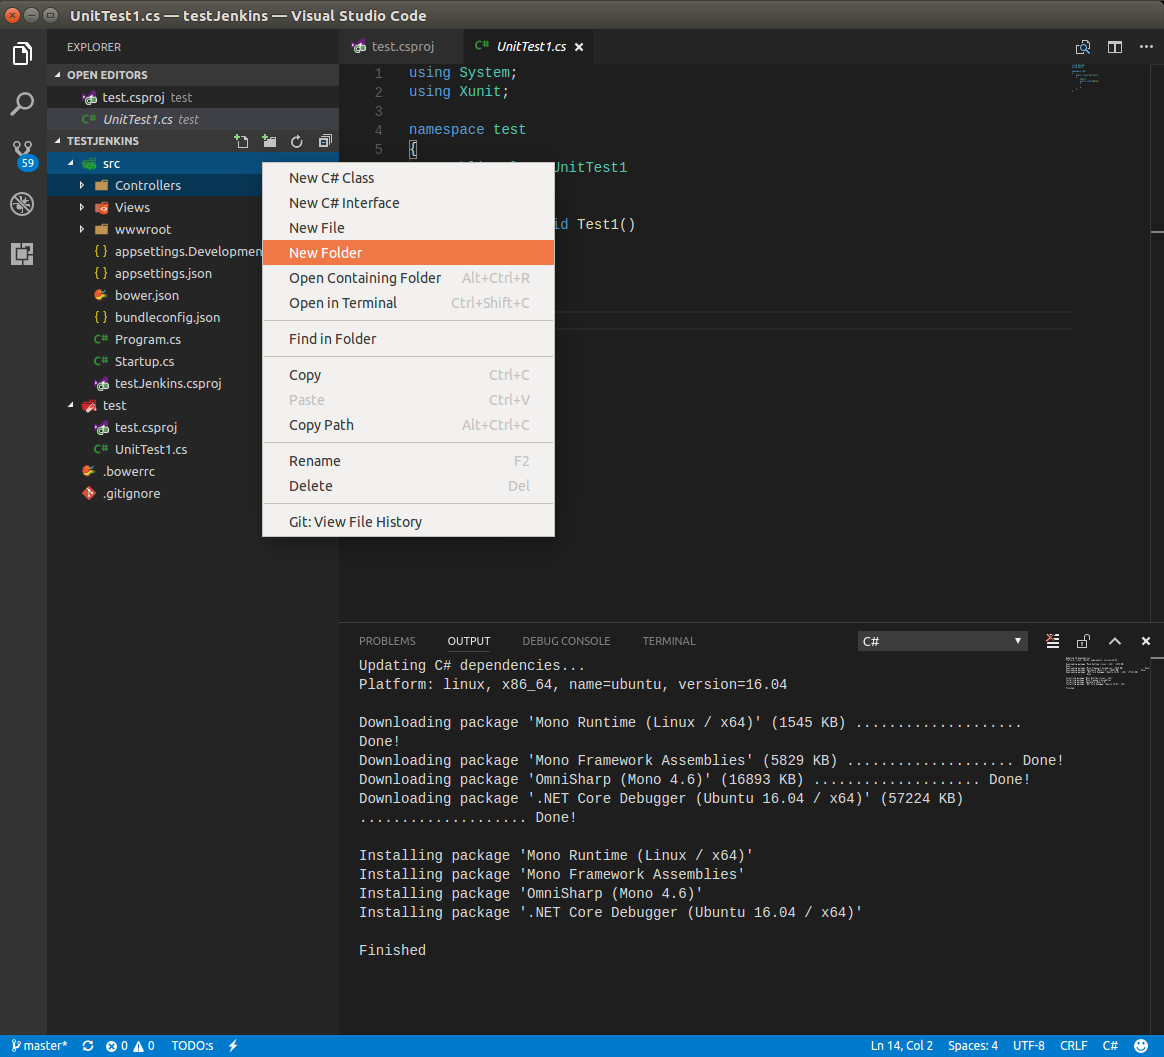 UnitTest1.cs — testJenkins — Visual Studio Code
EXPLORER
OPEN EDITORS
test.csproj test
UnitTest1.cs test
TESTJENKINS
59
src
Controllers
Views
wwwroot
{ } appsettings.Developmen
{ } appsettings.json
bower.json
{ } bundleconfig.json
C# Program.cs
C# Startup.cs
testJenkins.csproj
test
test.csproj
C# UnitTest1.cs
.bowerrc
.gitignore
test.csproj
C# UnitTest1.cs
1 using System;
2 using Xunit;
3
4 namespace test
5 {
UnitTest1
id Test1()
New C# Class
New C# Interface
New File
New Folder
Open Containing Folder Alt+Ctrl+R
Open in Terminal Ctrl+Shift+C
Find in Folder
Copy Ctrl+C
Paste Ctrl+V
Copy Path Alt+Ctrl+C
Rename F2
Delete Del
Git: View File History
PROBLEMS OUTPUT DEBUG CONSOLE TERMINAL C#
Updating C# dependencies...
Platform: linux, x86_64, name=ubuntu, version=16.04
Downloading package 'Mono Runtime (Linux / x64)' (1545 KB) ....................
Done!
Downloading package 'Mono Framework Assemblies' (5829 KB) .................... Done!
Downloading package 'OmniSharp (Mono 4.6)' (16893 KB) .................... Done!
Downloading package '.NET Core Debugger (Ubuntu 16.04 / x64)' (57224 KB)
.................... Done!
Installing package 'Mono Runtime (Linux / x64)'
Installing package 'Mono Framework Assemblies'
Installing package 'OmniSharp (Mono 4.6)'
Installing package '.NET Core Debugger (Ubuntu 16.04 / x64)'
Finished
master* 0 0 TODO:s Ln 14, Col 2 Spaces: 4 UTF-8 CRLF C#